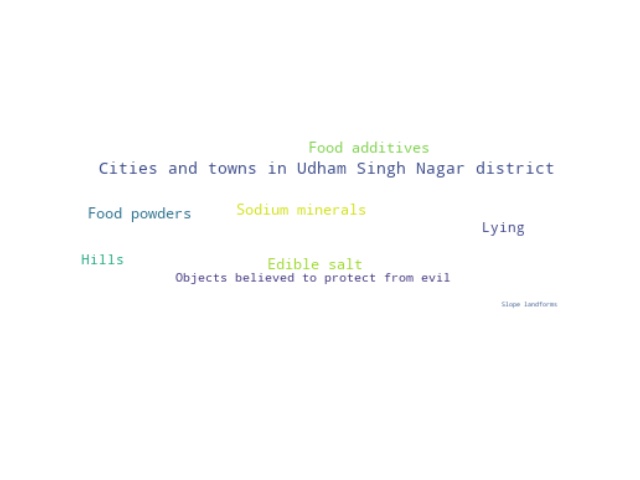 Food additives
Cities and towns in Udham Singh Nagar district
Food powders
Sodium minerals
Lying
Hills
Edible salt
Objects believed to protect from evil
Slope landforms